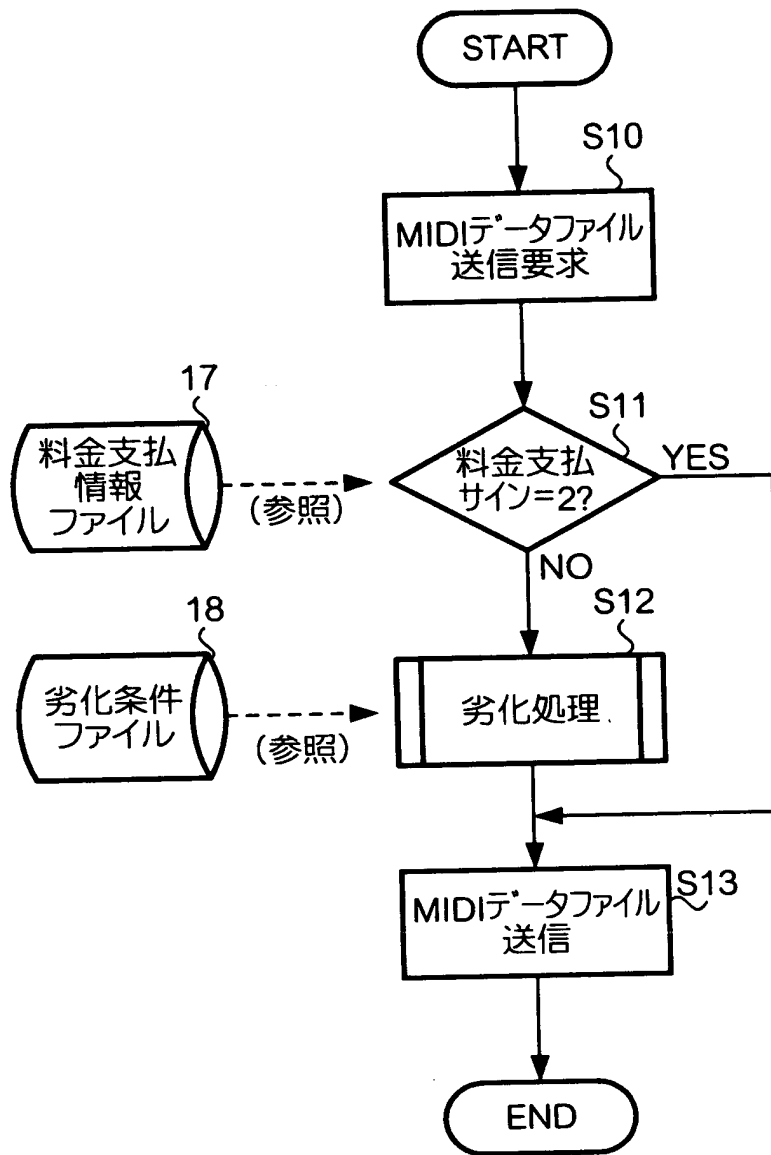 START
S10
MIDIデータファイル
送信要求
17
料金支払
情報
ファイル
(参照)
S11
料金支払
サイン=2?
YES
NO
18
劣化条件
ファイル
(参照)
S12
劣化処理
S13
MIDIデータファイル
送信
END